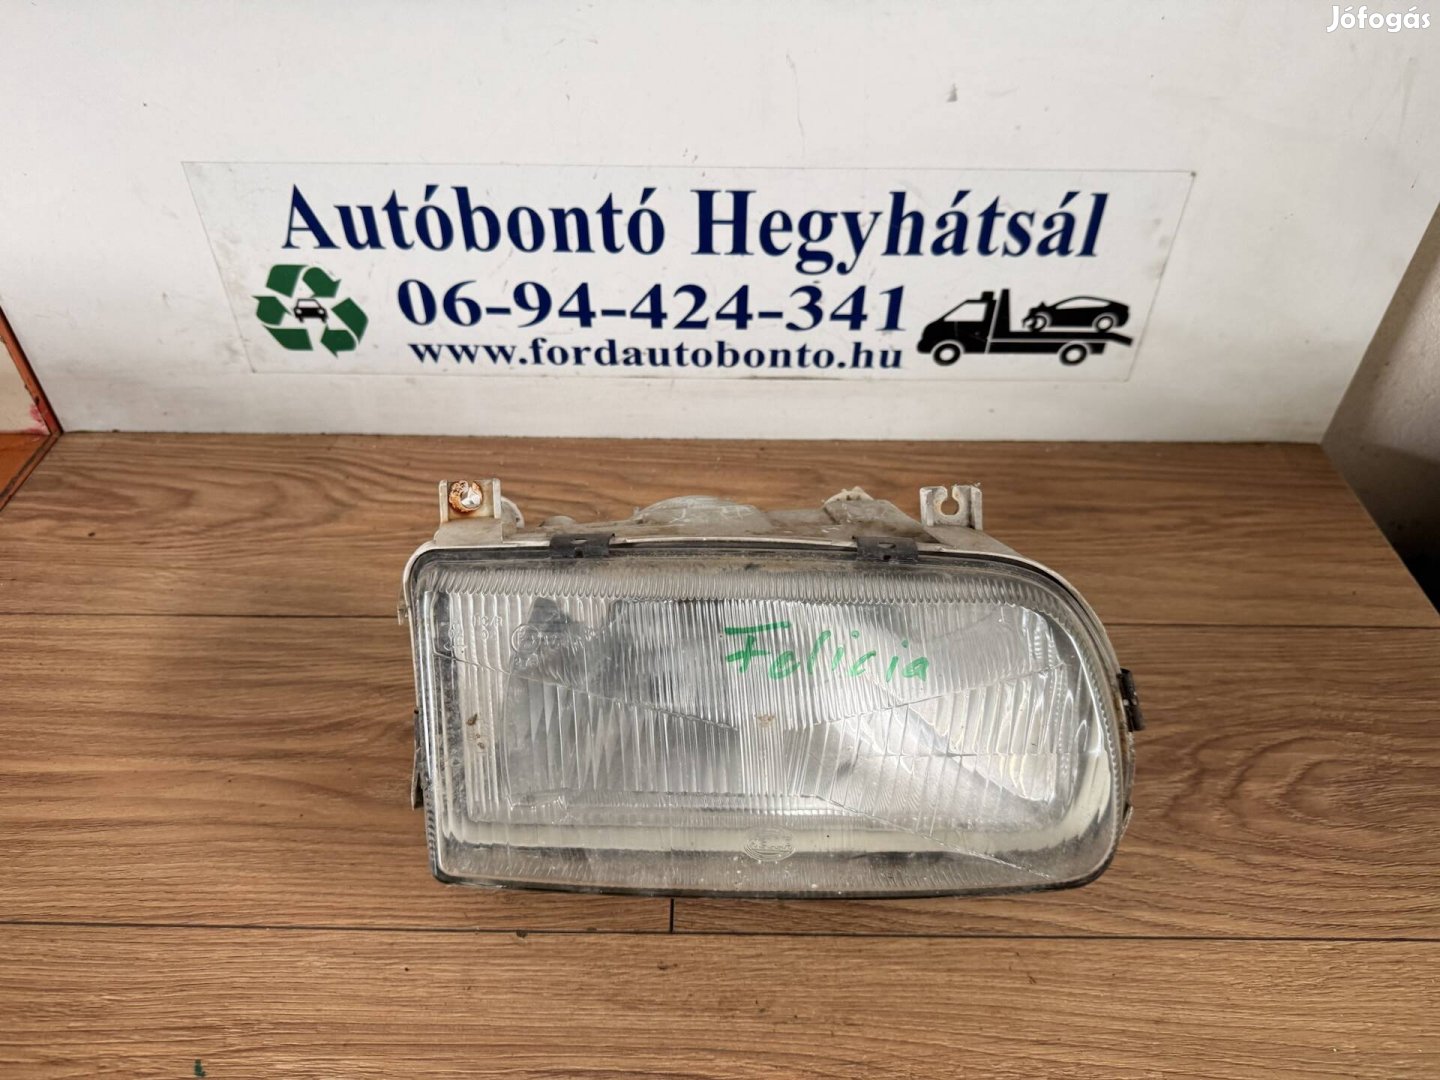 Jófogás
Autóbontó Hegyhátsál
06-94-424-341
www.fordautobonto.hu
Felicia